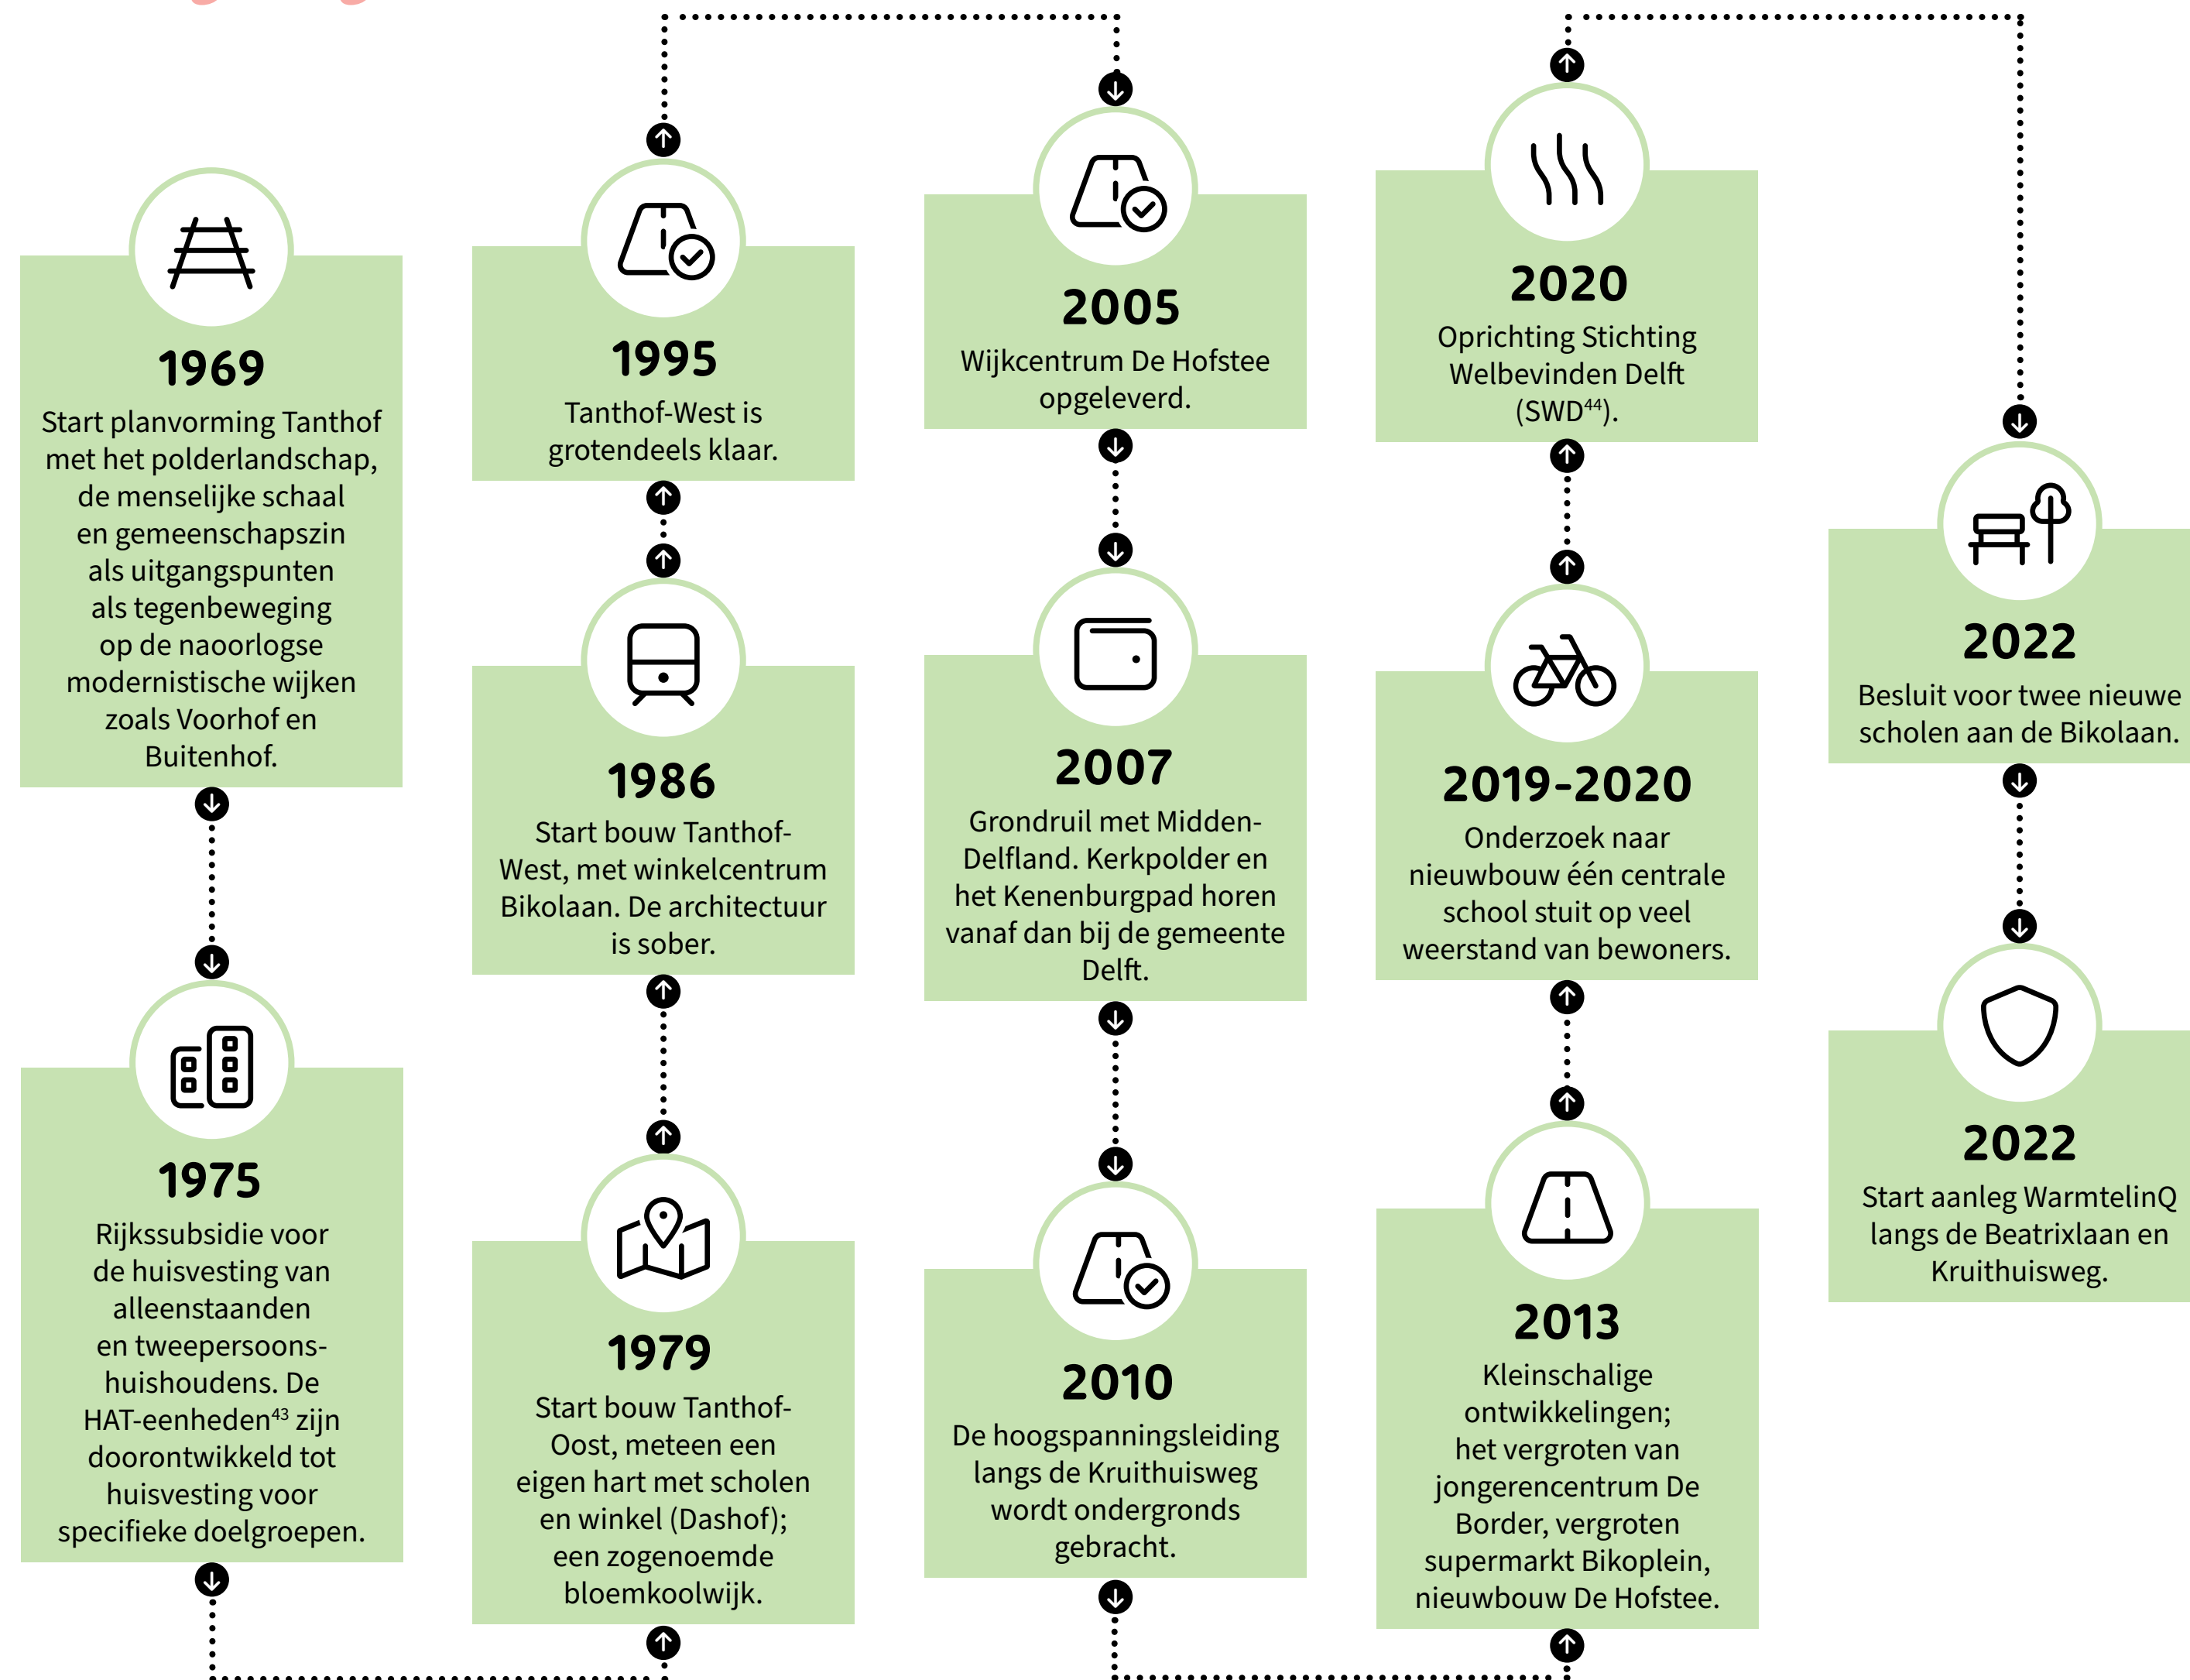 1969
Start planvorming Tanthof
met het polderlandschap,
de menselijke schaal
en gemeenschapszin
als uitgangspunten
als tegenbeweging
op de naoorlogse
modernistische wijken
zoals Voorhof en
Buitenhof.
1975
Rijkssubsidie voor
de huisvesting van
alleenstaanden
en tweepersoons-
huishoudens. De
HAT-eenheden⁴³ zijn
doorontwikkeld tot
huisvesting voor
specifieke doelgroepen.
1979
Start bouw Tanthof-
Oost, meteen een
eigen hart met scholen
en winkel (Dashof);
een zogenoemde
bloemkoolwijk.
1986
Start bouw Tanthof-
West, met winkelcentrum
Bikolaan. De architectuur
is sober.
1995
Tanthof-West is
grotendeels klaar.
2005
Wijkcentrum De Hofstee
opgeleverd.
2007
Grondruil met Midden-
Delfland. Kerkpolder en
het Kenenburgpad horen
vanaf dan bij de gemeente
Delft.
2010
De hoogspanningsleiding
langs de Kruithuisweg
wordt ondergronds
gebracht.
2013
Kleinschalige
ontwikkelingen;
het vergroten van
jongerencentrum De
Border, vergroten
supermarkt Bikoplein,
nieuwbouw De Hofstee.
2019-2020
Onderzoek naar
nieuwbouw één centrale
school stuit op veel
weerstand van bewoners.
2020
Oprichting Stichting
Welbevinden Delft
(SWD⁴⁴).
2022
Besluit voor twee nieuwe
scholen aan de Bikolaan.
2022
Start aanleg WarmtelinQ
langs de Beatrixlaan en
Kruithuisweg.